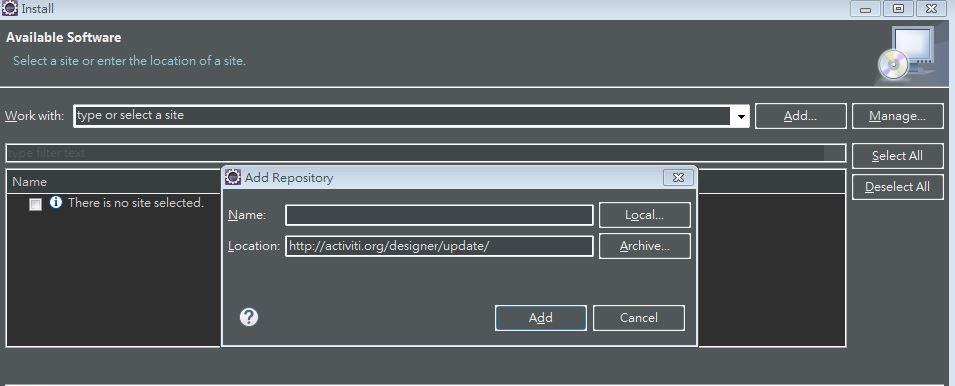 Install
Available Software
Select a site or enter the location of a site.
Work with: type or select a site Add... Manage...
type filter text Select All
Deselect All
Name
There is no site selected.
Add Repository
Name: Local...
Location: http://activiti.org/designer/update/ Archive...
? Add Cancel